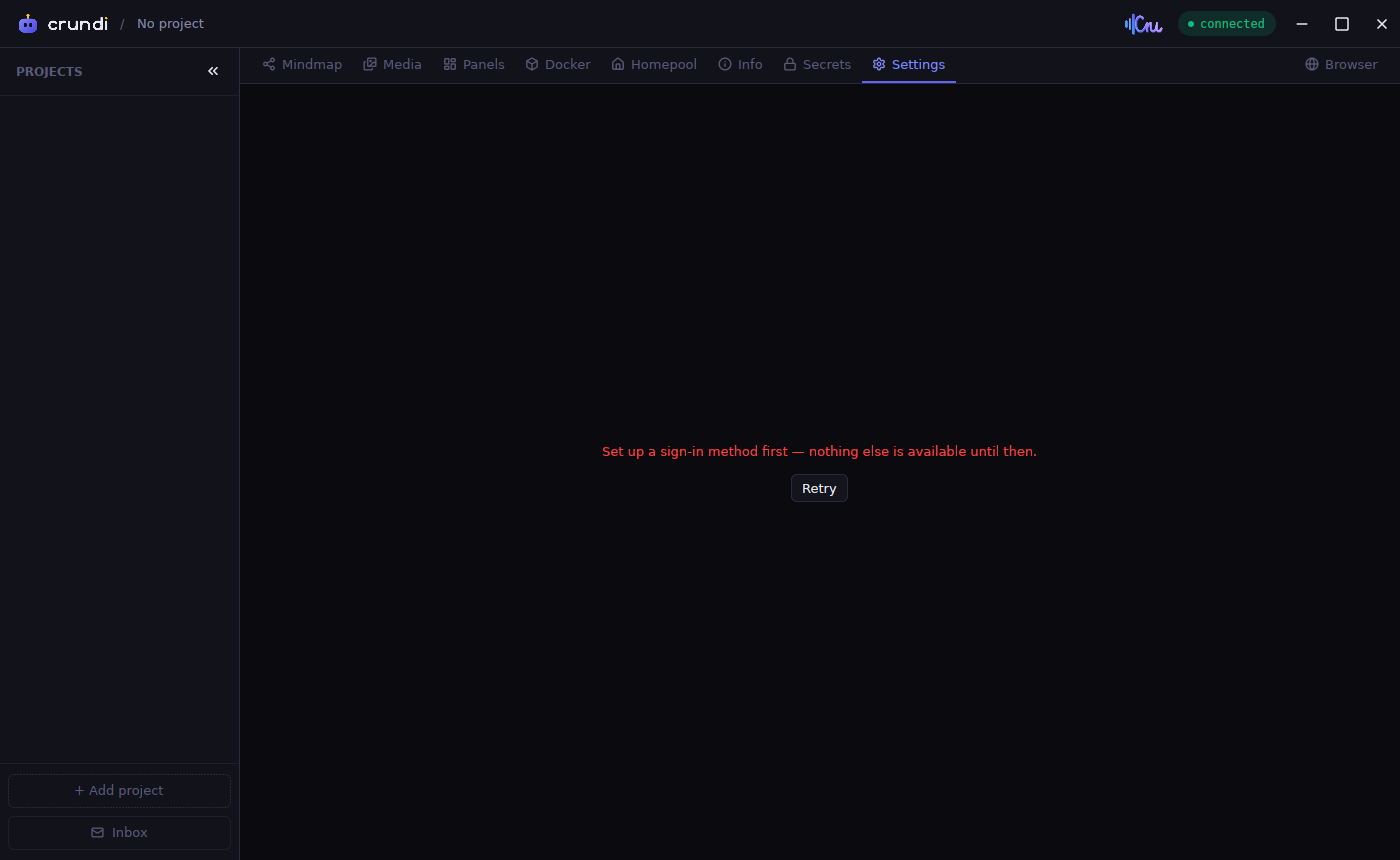 crundi / No project
Cru
connected
PROJECTS
Mindmap
Media
Panels
Docker
Homepool
Info
Secrets
Settings
Browser
Set up a sign-in method first — nothing else is available until then.
Retry
+ Add project
Inbox